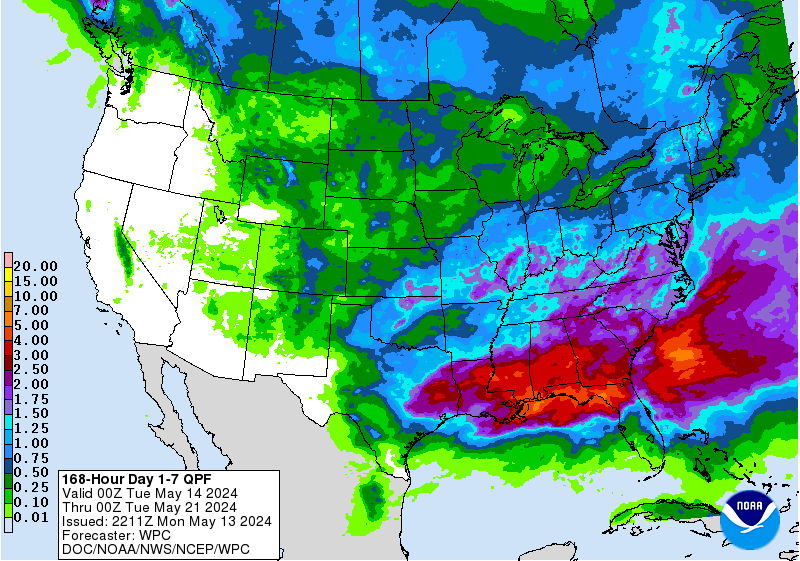 20.00
15.00
10.00
7.00
5.00
4.00
3.00
2.50
2.00
1.75
1.50
1.25
1.00
0.75
0.50
0.25
0.10
0.01
168-Hour Day 1-7 QPF
Valid 00Z Tue May 14 2024
Thru 00Z Tue May 21 2024
Issued: 2211Z Mon May 13 2024
Forecaster: WPC
DOC/NOAA/NWS/NCEP/WPC
NOAA